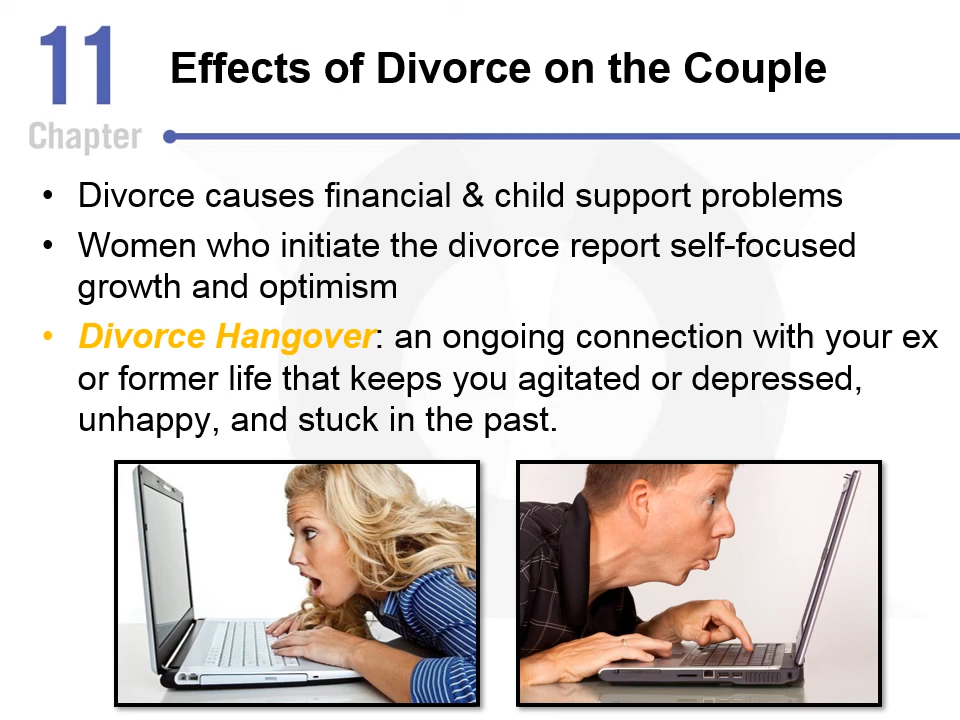 11
Chapter
Effects of Divorce on the Couple
• Divorce causes financial & child support problems
• Women who initiate the divorce report self-focused
growth and optimism
• Divorce Hangover: an ongoing connection with your ex
or former life that keeps you agitated or depressed,
unhappy, and stuck in the past.